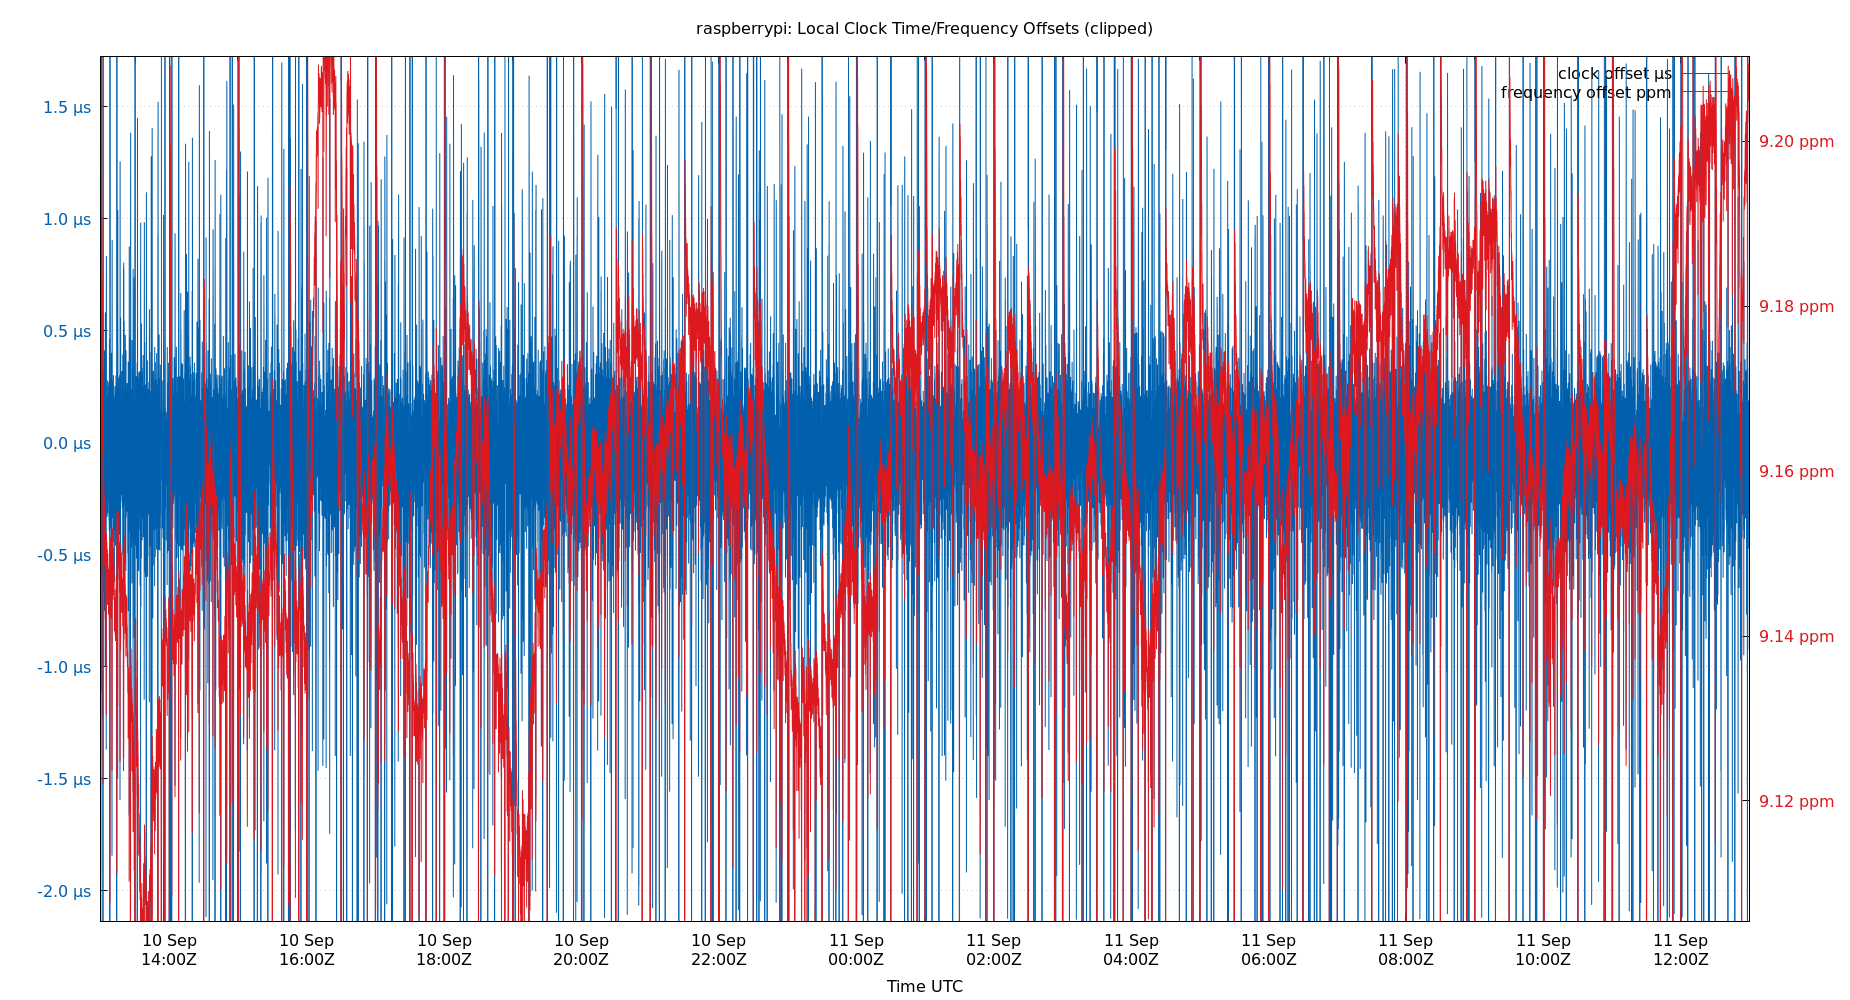 raspberrypi: Local Clock Time/Frequency Offsets (clipped)
clock offset µs
frequency offset ppm
1.5 µs
1.0 µs
0.5 µs
0.0 µs
-0.5 µs
-1.0 µs
-1.5 µs
-2.0 µs
9.20 ppm
9.18 ppm
9.16 ppm
9.14 ppm
9.12 ppm
10 Sep
14:00Z
10 Sep
16:00Z
10 Sep
18:00Z
10 Sep
20:00Z
10 Sep
22:00Z
11 Sep
00:00Z
11 Sep
02:00Z
11 Sep
04:00Z
11 Sep
06:00Z
11 Sep
08:00Z
11 Sep
10:00Z
11 Sep
12:00Z
Time UTC